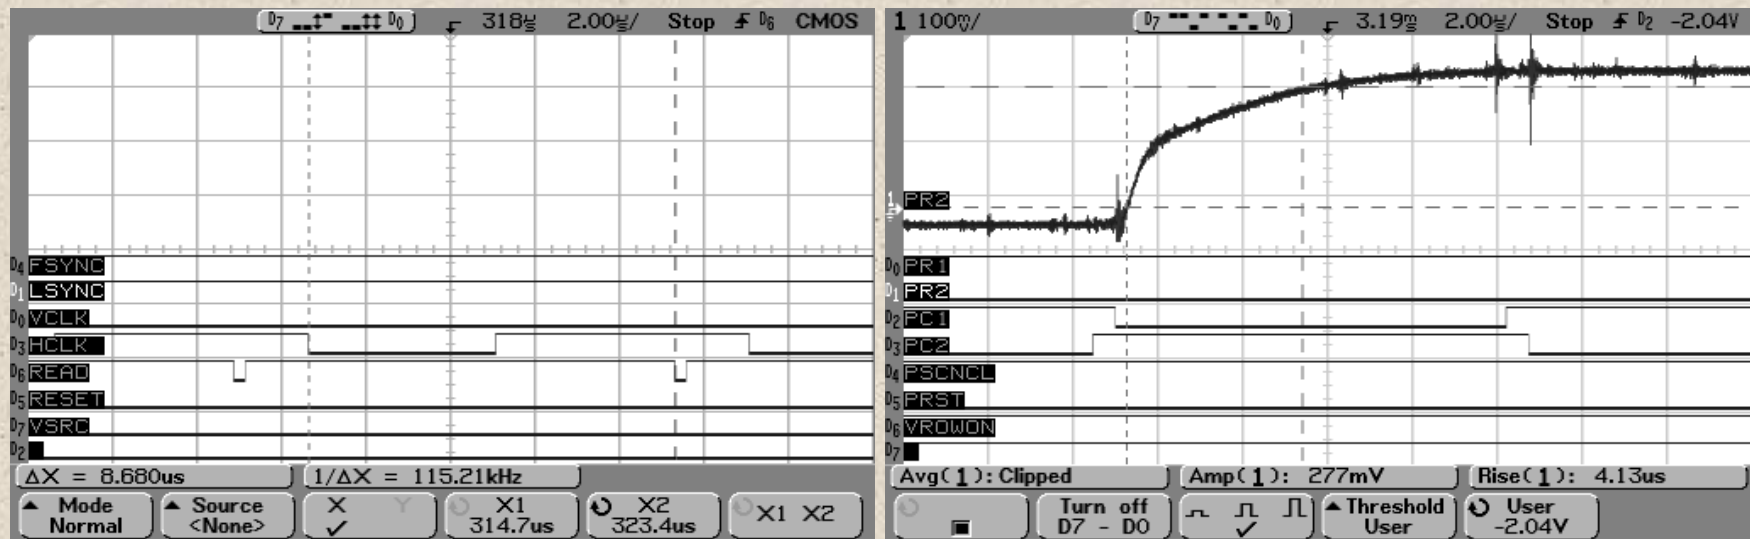 D7 D0 318us 2.00us/ Stop D6 CMOS
D4 FSYNC
D1 LSYNC
D0 VCLK
D3 HCLK
D6 READ
D5 RESET
D7 VSRC
D2
ΔX = 8.680us 1/ΔX = 115.21kHz
Mode Normal
Source <None>
X Y
X1 314.7us
X2 323.4us
X1 X2
1 100mV/ D7 D0 3.19ms 2.00us/ Stop D2 -2.04V
1
PR2
D0 PR1
D1 PR2
D2 PC1
D3 PC2
D4 PSCNCL
D5 PRST
D6 VROWON
D7
Avg(1): Clipped Amp(1): 277mV Rise(1): 4.13us
Turn off D7 - D0
Threshold User
User -2.04V